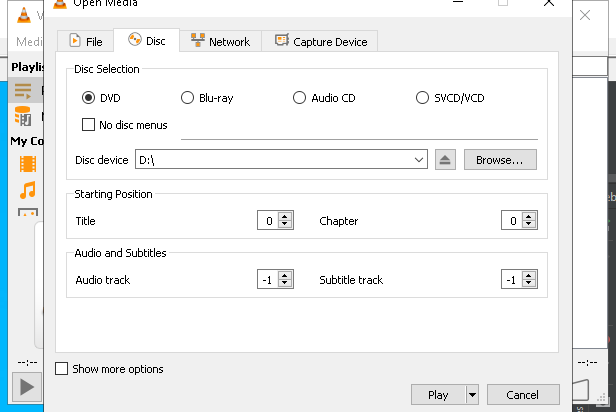 Open Media
Medi
File
Disc
Network
Capture Device
Playlis
Disc Selection
DVD
Blu-ray
Audio CD
SVCD/VCD
No disc menus
My Co
Disc device
D:\
Browse...
Starting Position
Title
0
Chapter
0
Audio and Subtitles
Audio track
-1
Subtitle track
-1
--:--
--:--
Show more options
Play
Cancel